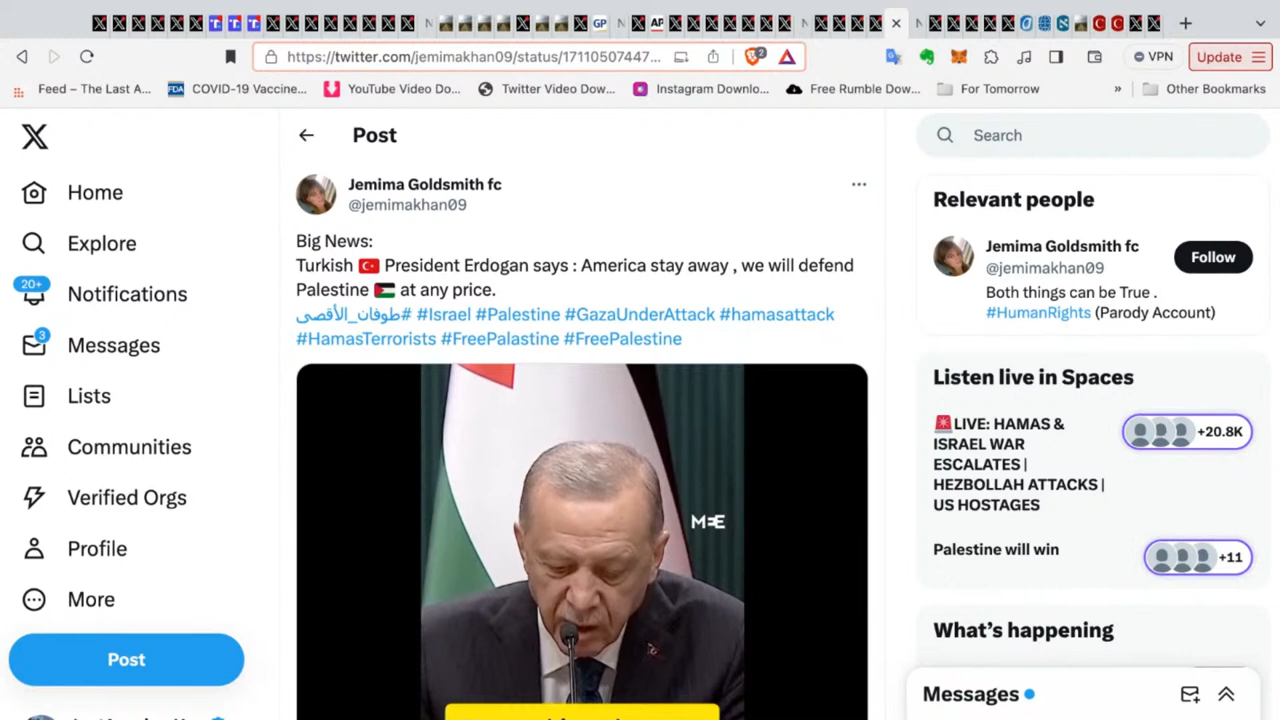 GP
AP
https://twitter.com/jemimakhan09/status/17110507447...
2
VPN
Update
Feed – The Last A...
FDA
COVID-19 Vaccine...
YouTube Video Do...
Twitter Video Dow...
Instagram Downlo...
Free Rumble Dow...
For Tomorrow
»
Other Bookmarks
Home
Explore
20+
Notifications
3
Messages
Lists
Communities
Verified Orgs
Profile
More
Post
Post
Jemima Goldsmith fc
@jemimakhan09
Big News:
Turkish 🇹🇷 President Erdogan says : America stay away , we will defend
Palestine 🇵🇸 at any price.
#طوفان_الأقصى #Israel #Palestine #GazaUnderAttack #hamasattack
#HamasTerrorists #FreePalastine #FreePalestine
MEE
Search
Relevant people
Jemima Goldsmith fc
@jemimakhan09
Follow
Both things can be True .
#HumanRights (Parody Account)
Listen live in Spaces
🚨LIVE: HAMAS &
ISRAEL WAR
ESCALATES |
HEZBOLLAH ATTACKS |
US HOSTAGES
+20.8K
Palestine will win
+11
What's happening
Messages